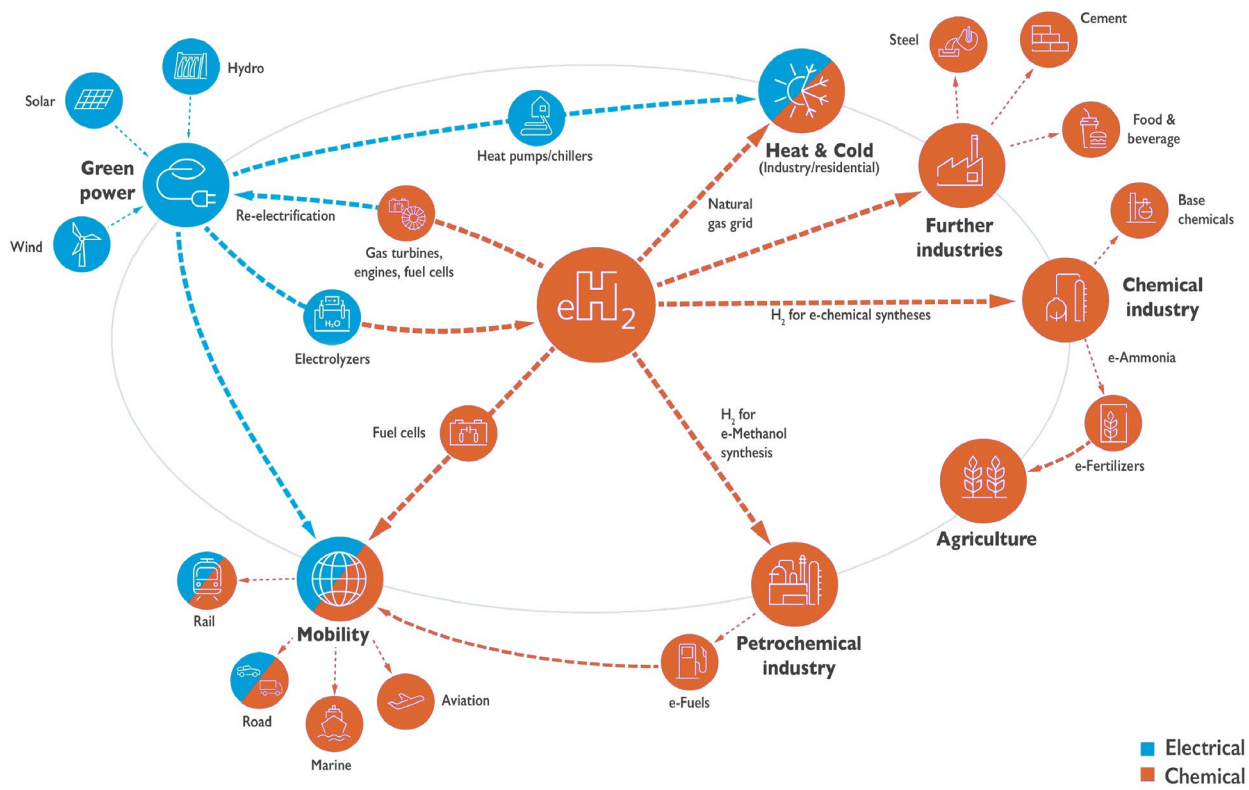 Steel
Cement
Hydro
Solar
Food &
beverage
Heat pumps/chillers
Heat & Cold
(Industry/residential)
Green
power
Natural
gas grid
Base
chemicals
Re-electrification
Further
industries
Wind
Gas turbines,
engines, fuel cells
eH2
Chemical
industry
H2 for e-chemical syntheses
H2O
Electrolyzers
e-Ammonia
H2 for
e-Methanol
synthesis
Fuel cells
e-Fertilizers
Agriculture
Rail
Mobility
Petrochemical
industry
e-Fuels
Road
Aviation
Marine
Electrical
Chemical